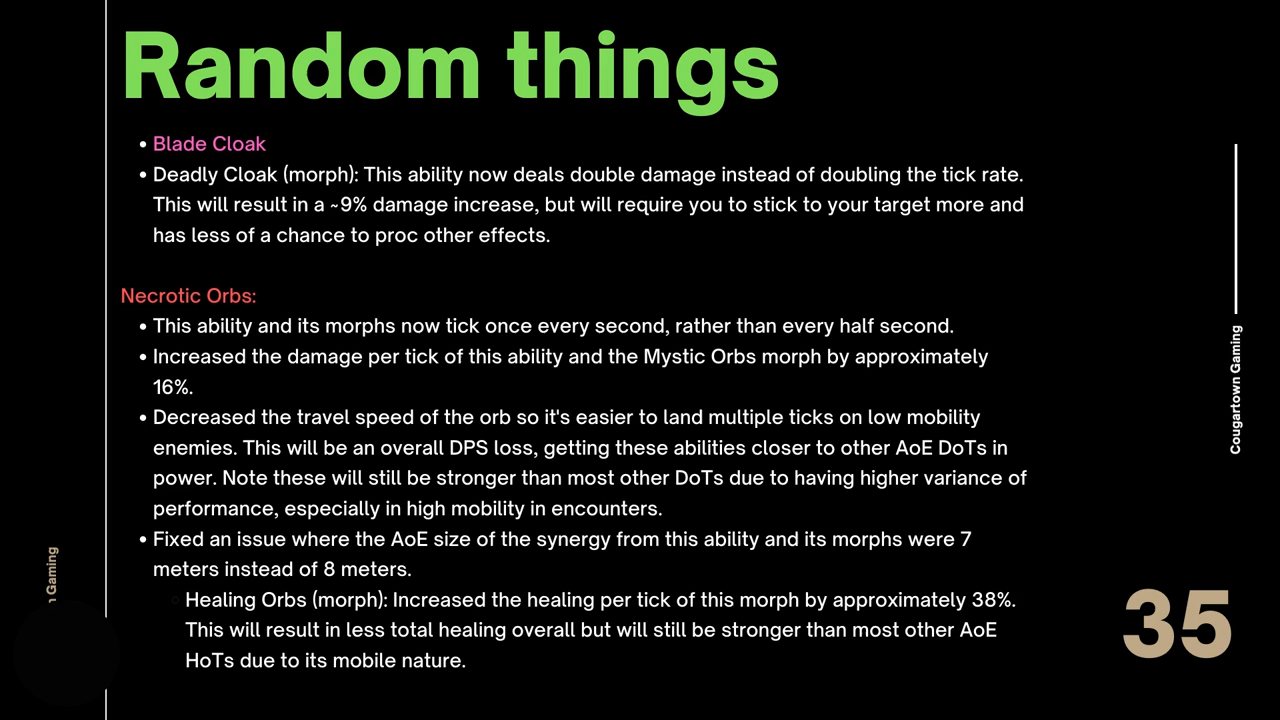 Random things
• Blade Cloak
• Deadly Cloak (morph): This ability now deals double damage instead of doubling the tick rate.
This will result in a ~9% damage increase, but will require you to stick to your target more and
has less of a chance to proc other effects.
Necrotic Orbs:
• This ability and its morphs now tick once every second, rather than every half second.
• Increased the damage per tick of this ability and the Mystic Orbs morph by approximately
16%.
• Decreased the travel speed of the orb so it's easier to land multiple ticks on low mobility
enemies. This will be an overall DPS loss, getting these abilities closer to other AoE DoTs in
power. Note these will still be stronger than most other DoTs due to having higher variance of
performance, especially in high mobility in encounters.
• Fixed an issue where the AoE size of the synergy from this ability and its morphs were 7
meters instead of 8 meters.
Healing Orbs (morph): Increased the healing per tick of this morph by approximately 38%.
This will result in less total healing overall but will still be stronger than most other AoE
HoTs due to its mobile nature.
Cougartown Gaming
Gaming
35